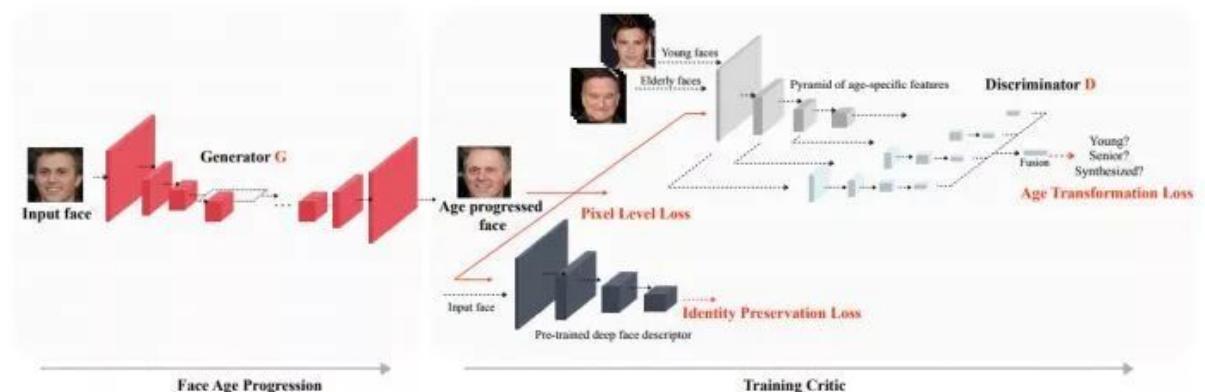 Young faces
Elderly faces
Pyramid of age-specific features
Discriminator D
Generator G
Young?
Senior?
Synthesized?
Fusion
Input face
Age progressed
face
Pixel Level Loss
Age Transformation Loss
Input face
Identity Preservation Loss
Pre-trained deep face descriptor
Face Age Progression
Training Critic